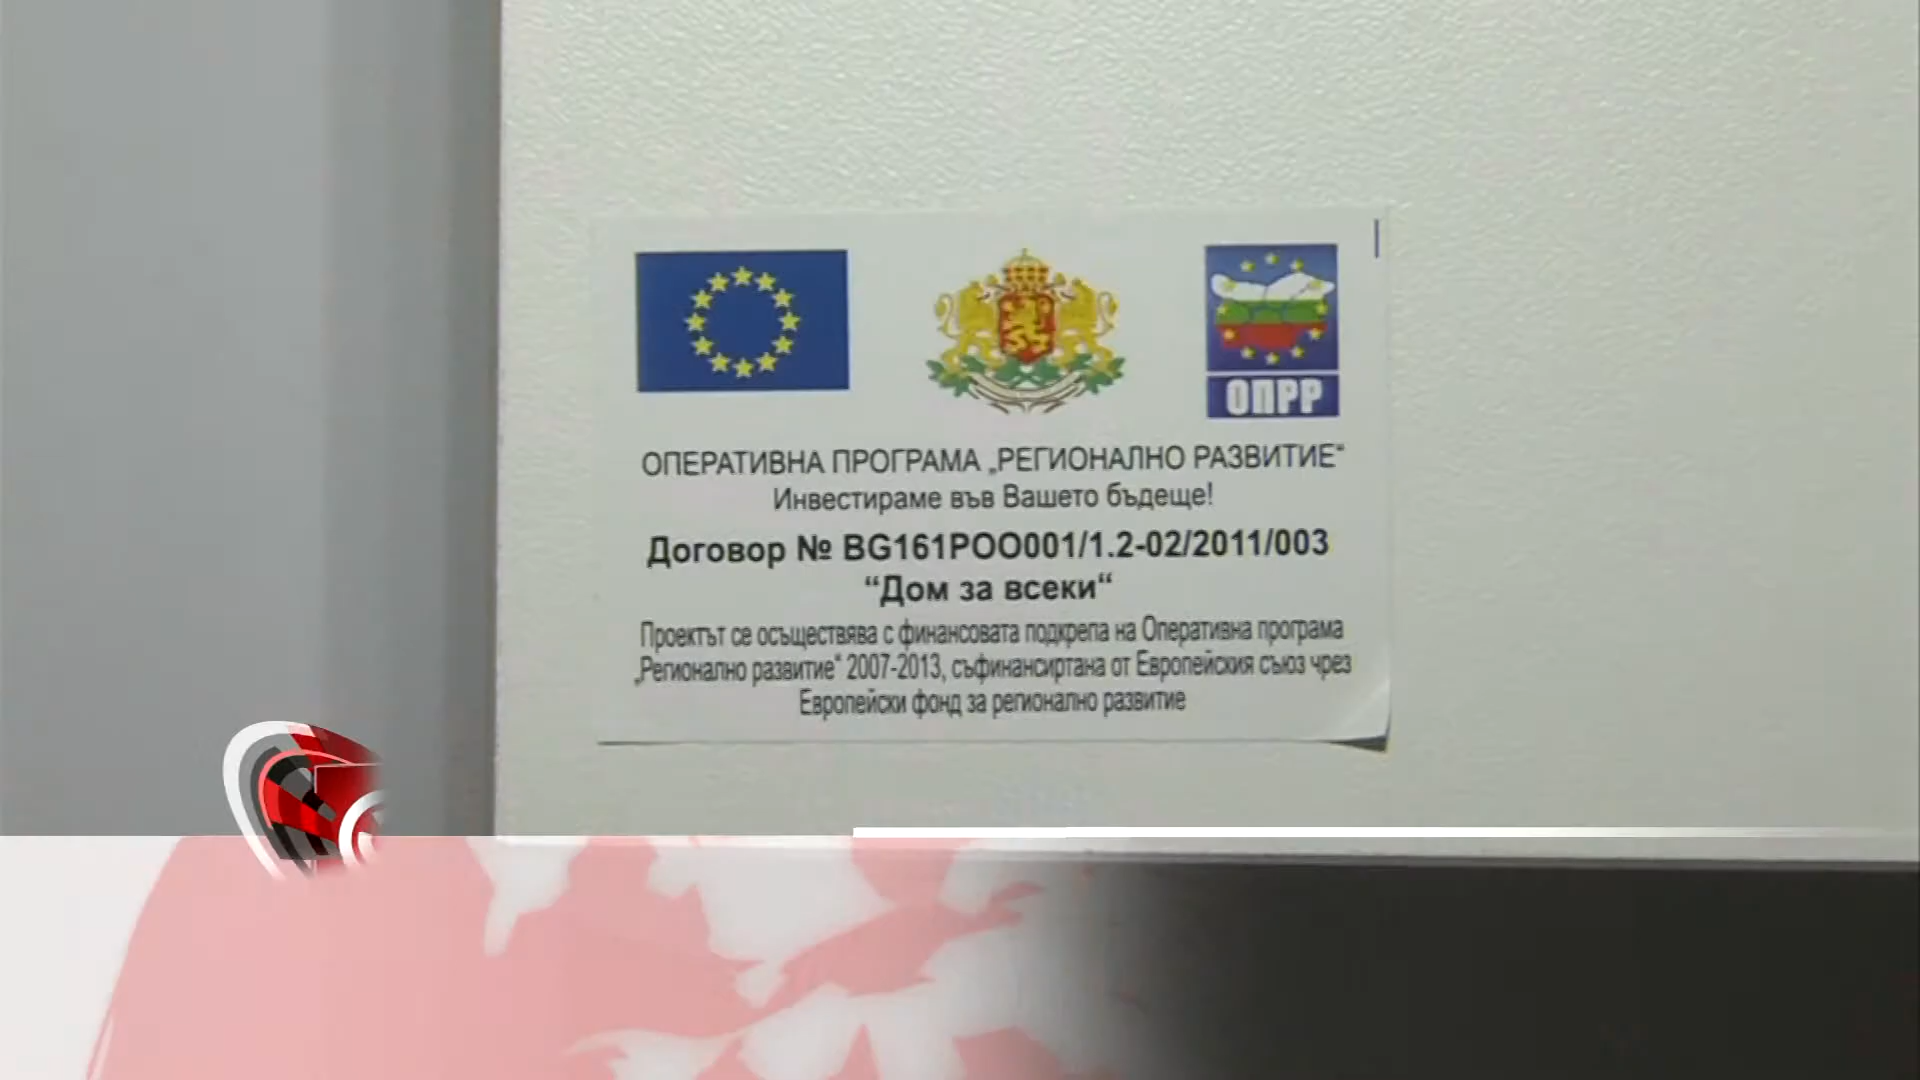 ОПРР
ОПЕРАТИВНА ПРОГРАМА „РЕГИОНАЛНО РАЗВИТИЕ“
Инвестираме във Вашето бъдеще!
Договор № BG161PO001/1.2-02/2011/003
“Дом за всеки“
Проектът се осъществява с финансовата подкрепа на Оперативна програма
„Регионално развитие“ 2007-2013, съфинансиртана от Европейския съюз чрез
Европейски фонд за регионално развитие